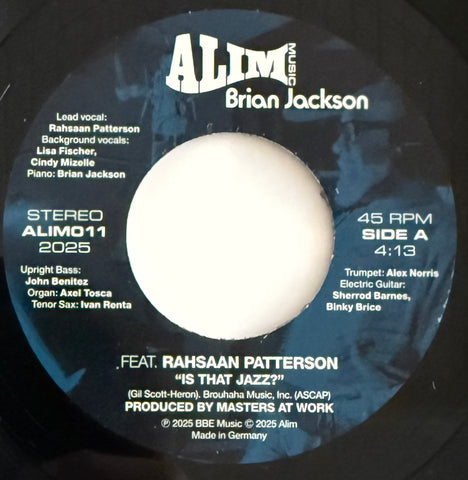 ALIM MUSIC
Brian Jackson
Lead vocal:
Rahsaan Patterson
Background vocals:
Lisa Fischer,
Cindy Mizelle
Piano: Brian Jackson
STEREO
ALIM011
2025
45 RPM
SIDE A
4:13
Upright Bass:
John Benitez
Organ: Axel Tosca
Tenor Sax: Ivan Renta
Trumpet: Alex Norris
Electric Guitar:
Sherrod Barnes,
Binky Brice
FEAT. RAHSAAN PATTERSON
“IS THAT JAZZ?”
(Gil Scott-Heron). Brouhaha Music, Inc. (ASCAP)
PRODUCED BY MASTERS AT WORK
℗ 2025 BBE Music © 2025 Alim
Made in Germany